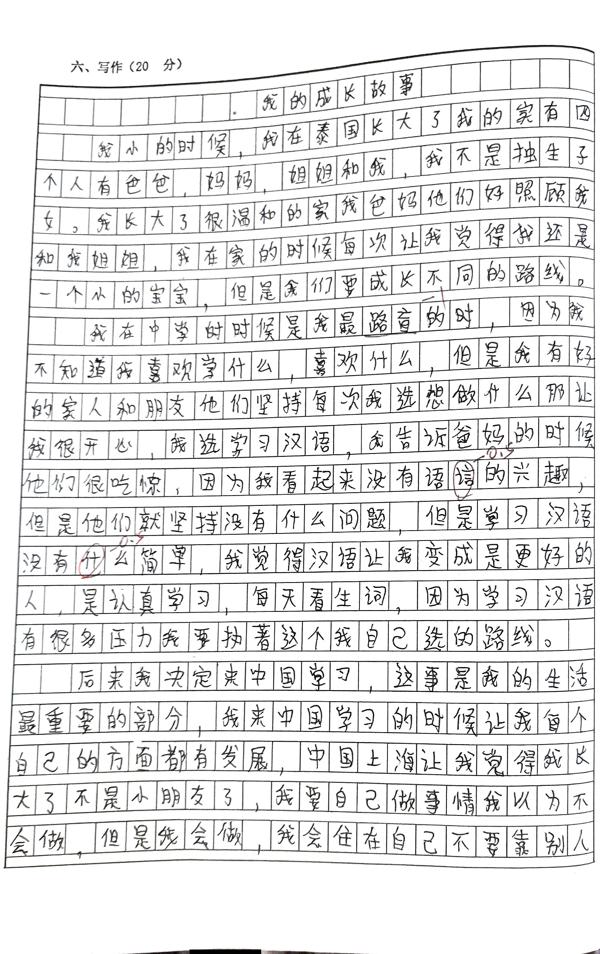 六、写作(20 分)
我的成长故事
我小的时候,我在泰国长大了我的家有四
个人有爸爸,妈妈,姐姐和我,我不是独生子
女。我长大了很温和的家我爸妈他们好照顾我
和我姐姐,我在家的时候每次让我觉得我还是
一个小的宝宝,但是我们要成长不同的路线。
我在中学时时候是我最路盲的时,因为我
不知道我喜欢学什么,喜欢什么,但是我有好
的家人和朋友他们坚持每次我选想做什么那让
我很开心,我选学习汉语,我告诉爸妈的时候
-0.5
他们很吃惊,因为我看起来没有语言的兴趣,
但是他们就坚持没有什么问题,但是学习汉语
0.5
没有什么简单,我觉得汉语让我变成是更好的
人,是认真学习,每天看生词,因为学习汉语
有很多压力我要执著这个我自己选的路线。
后来我决定来中国学习,这事是我的生活
最重要的部分,我来中国学习的时候让我每个
自己的方面都有发展,中国上海让我觉得我长
大了不是小朋友了,我要自己做事情我以为不
会做,但是我会做,我会住在自己不要靠别人